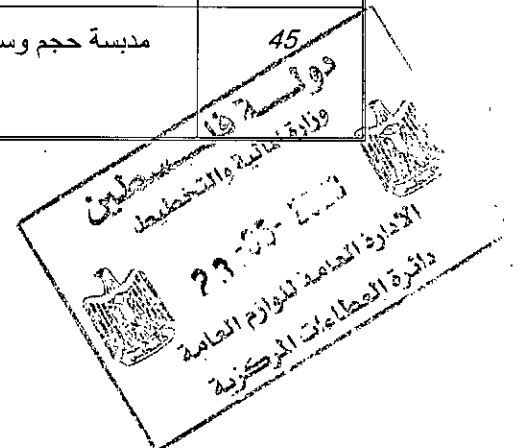 45 مدبسة حجم وس
دولة فلسطين
وزارة المالية والتخطيط
الادارة العامة للوازم العامة
دائرة العطاءات المركزية